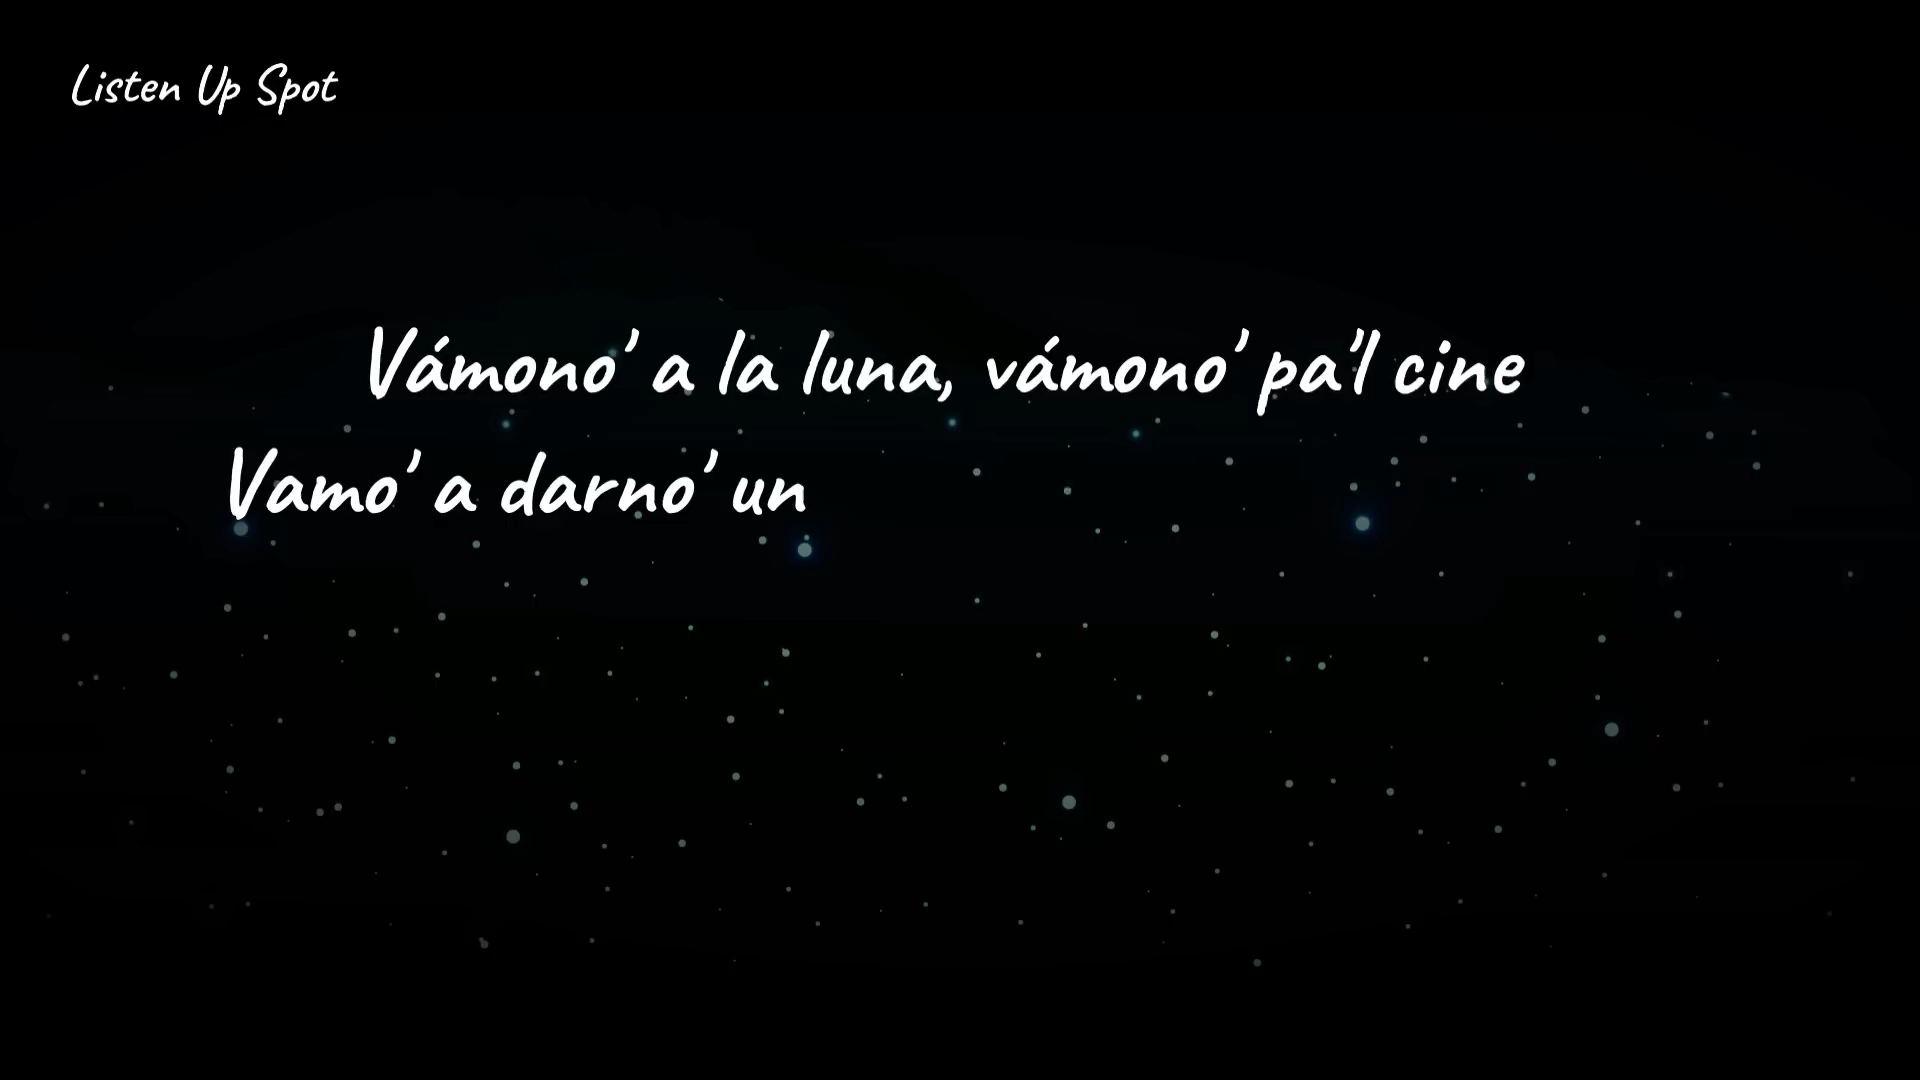 Listen Up Spot
Vámono' a la luna, vámono' pa'l cine
Vamo' a darno' un